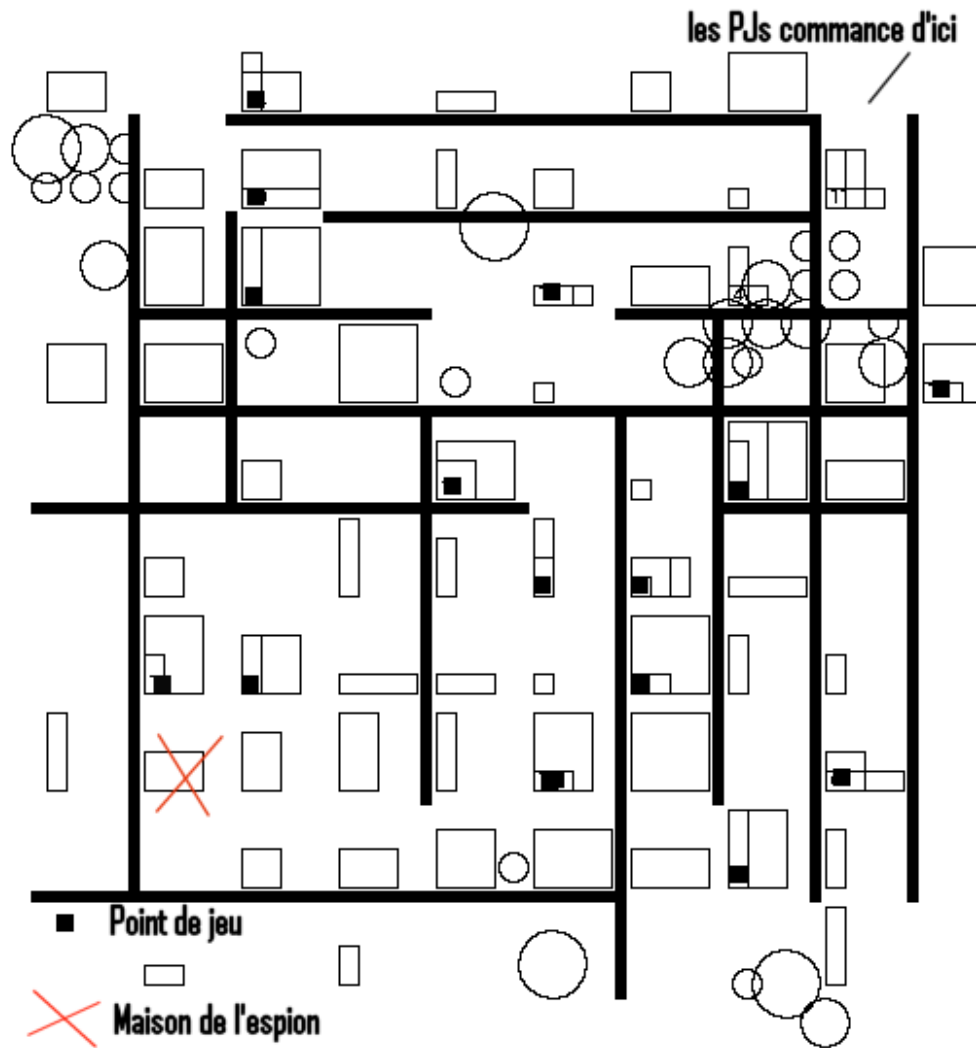 les PJs commance d'ici
Point de jeu
Maison de l'espion